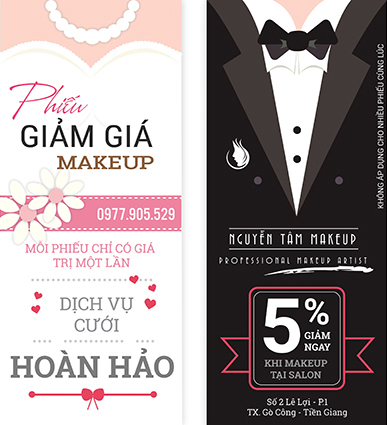 Phiếu
GIẢM GIÁ
MAKEUP
0977.905.529
MỖI PHIẾU CHỈ CÓ GIÁ
TRỊ MỘT LẦN
DỊCH VỤ
CƯỚI
HOÀN HẢO
KHÔNG ÁP DỤNG CHO NHIỀU PHIẾU CÙNG LÚC
NGUYỄN TÂM MAKEUP
PROFESSIONAL MAKEUP ARTIST
5%
GIẢM
NGAY
KHI MAKEUP
TẠI SALON
Số 2 Lê Lợi - P.1
TX. Gò Công - Tiền Giang